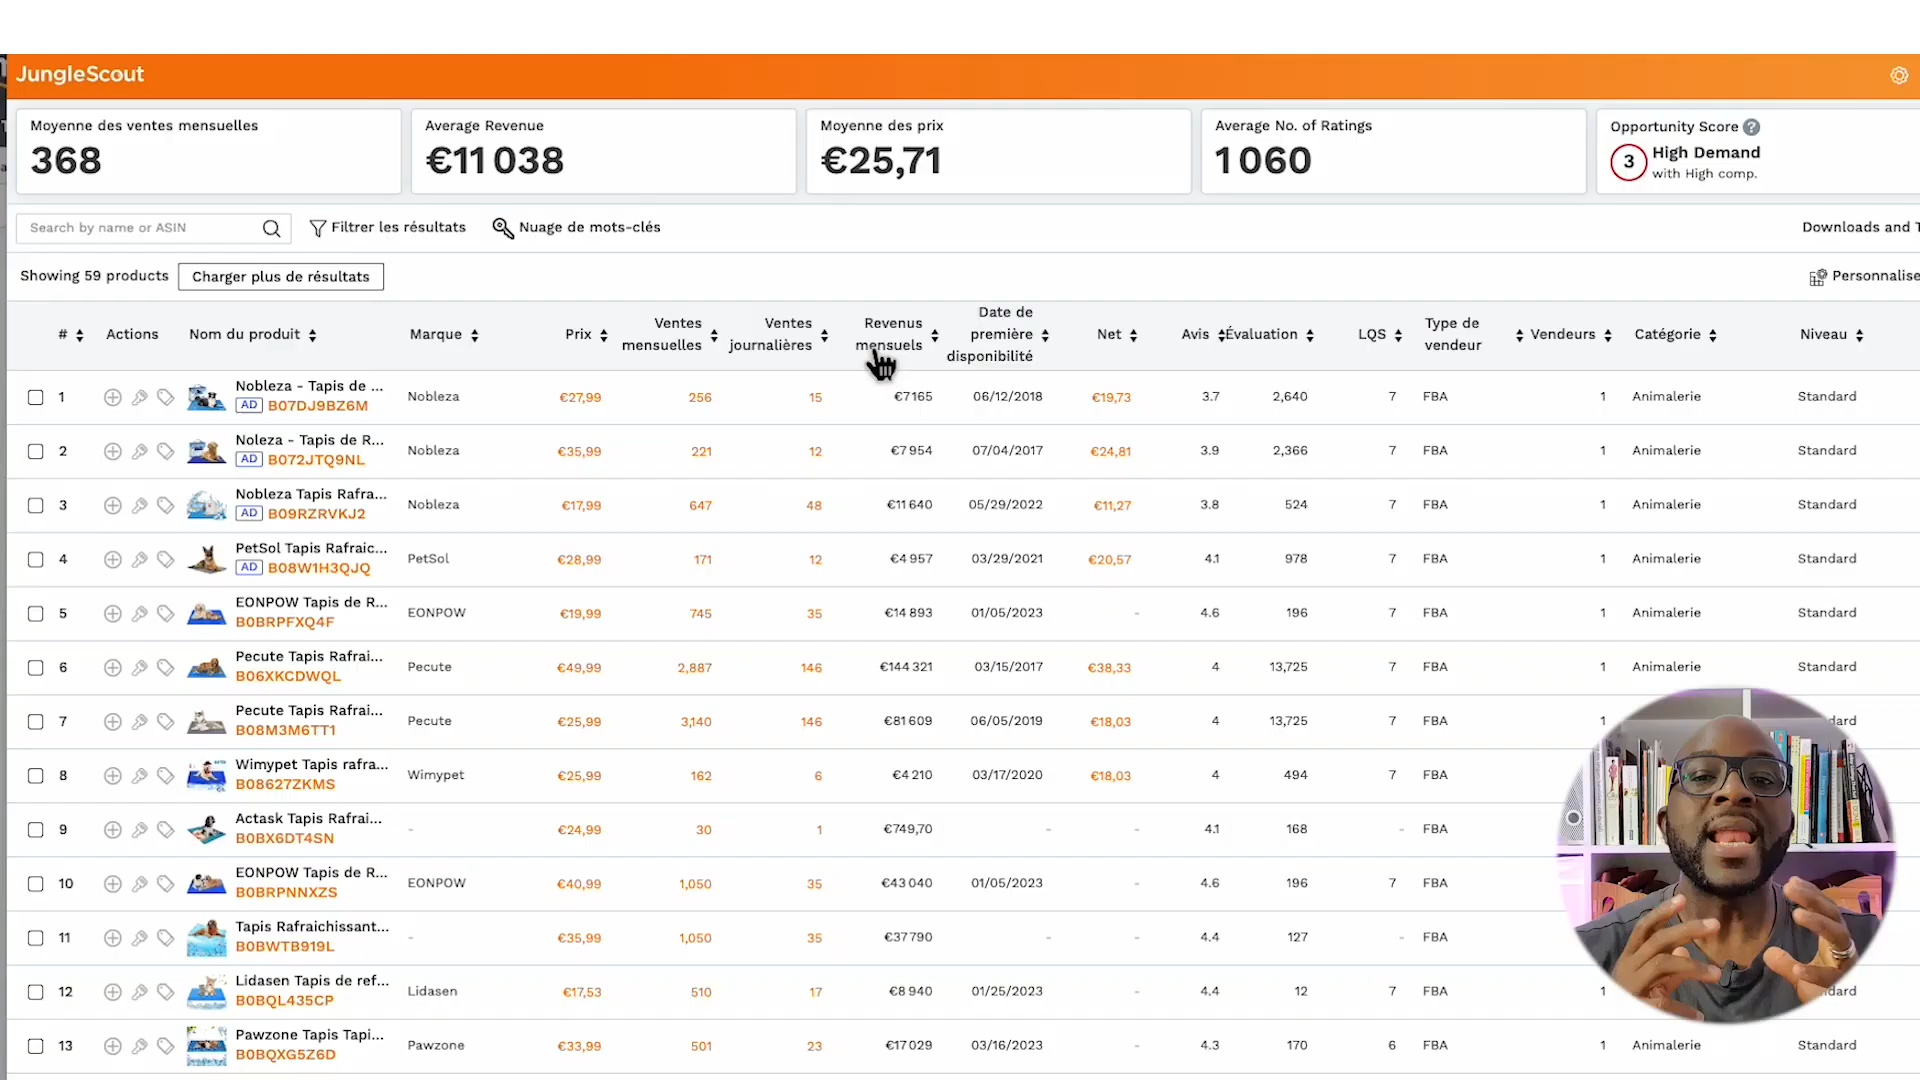 JungleScout
Moyenne des ventes mensuelles
368
Average Revenue
€11 038
Moyenne des prix
€25,71
Average No. of Ratings
1 060
Opportunity Score ?
3 High Demand
with High comp.
Search by name or ASIN
Filtrer les résultats
Nuage de mots-clés
Downloads and T
Showing 59 products
Charger plus de résultats
Personnalise
# Actions Nom du produit Marque Prix Ventes mensuelles Ventes journalières Revenus mensuels Date de première disponibilité Net Avis Évaluation LQS Type de vendeur Vendeurs Catégorie Niveau
1 Nobleza - Tapis de ... AD B07DJ9BZ6M Nobleza €27,99 256 15 €7 165 06/12/2018 €19,73 3.7 2,640 7 FBA 1 Animalerie Standard
2 Noleza - Tapis de R... AD B072JTQ9NL Nobleza €35,99 221 12 €7 954 07/04/2017 €24,81 3.9 2,366 7 FBA 1 Animalerie Standard
3 Nobleza Tapis Rafra... AD B09RZRVKJ2 Nobleza €17,99 647 48 €11 640 05/29/2022 €11,27 3.8 524 7 FBA 1 Animalerie Standard
4 PetSol Tapis Rafraic... AD B08W1H3QJQ PetSol €28,99 171 12 €4 957 03/29/2021 €20,57 4.1 978 7 FBA 1 Animalerie Standard
5 EONPOW Tapis de R... B0BRPFXQ4F EONPOW €19,99 745 35 €14 893 01/05/2023 - 4.6 196 7 FBA 1 Animalerie Standard
6 Pecute Tapis Rafrai... B06XKCDWQL Pecute €49,99 2,887 146 €144 321 03/15/2017 €38,33 4 13,725 7 FBA 1 Animalerie Standard
7 Pecute Tapis Rafrai... B08M3M6TT1 Pecute €25,99 3,140 146 €81 609 06/05/2019 €18,03 4 13,725 7 FBA 1 dard
8 Wimypet Tapis rafra... B08627ZKMS Wimypet €25,99 162 6 €4 210 03/17/2020 €18,03 4 494 7 FBA
9 Actask Tapis Rafrai... B0BX6DT4SN - €24,99 30 1 €749,70 - - 4.1 168 - FBA
10 EONPOW Tapis de R... B0BRPNNXZS EONPOW €40,99 1,050 35 €43 040 01/05/2023 - 4.6 196 7 FBA
11 Tapis Rafraichissant... B0BWTB919L - €35,99 1,050 35 €37 790 - - 4.4 127 - FBA
12 Lidasen Tapis de ref... B0BQL435CP Lidasen €17,53 510 17 €8 940 01/25/2023 - 4.4 12 7 FBA 1 dard
13 Pawzone Tapis Tapi... B0BQXG5Z6D Pawzone €33,99 501 23 €17 029 03/16/2023 - 4.3 170 6 FBA 1 Animalerie Standard